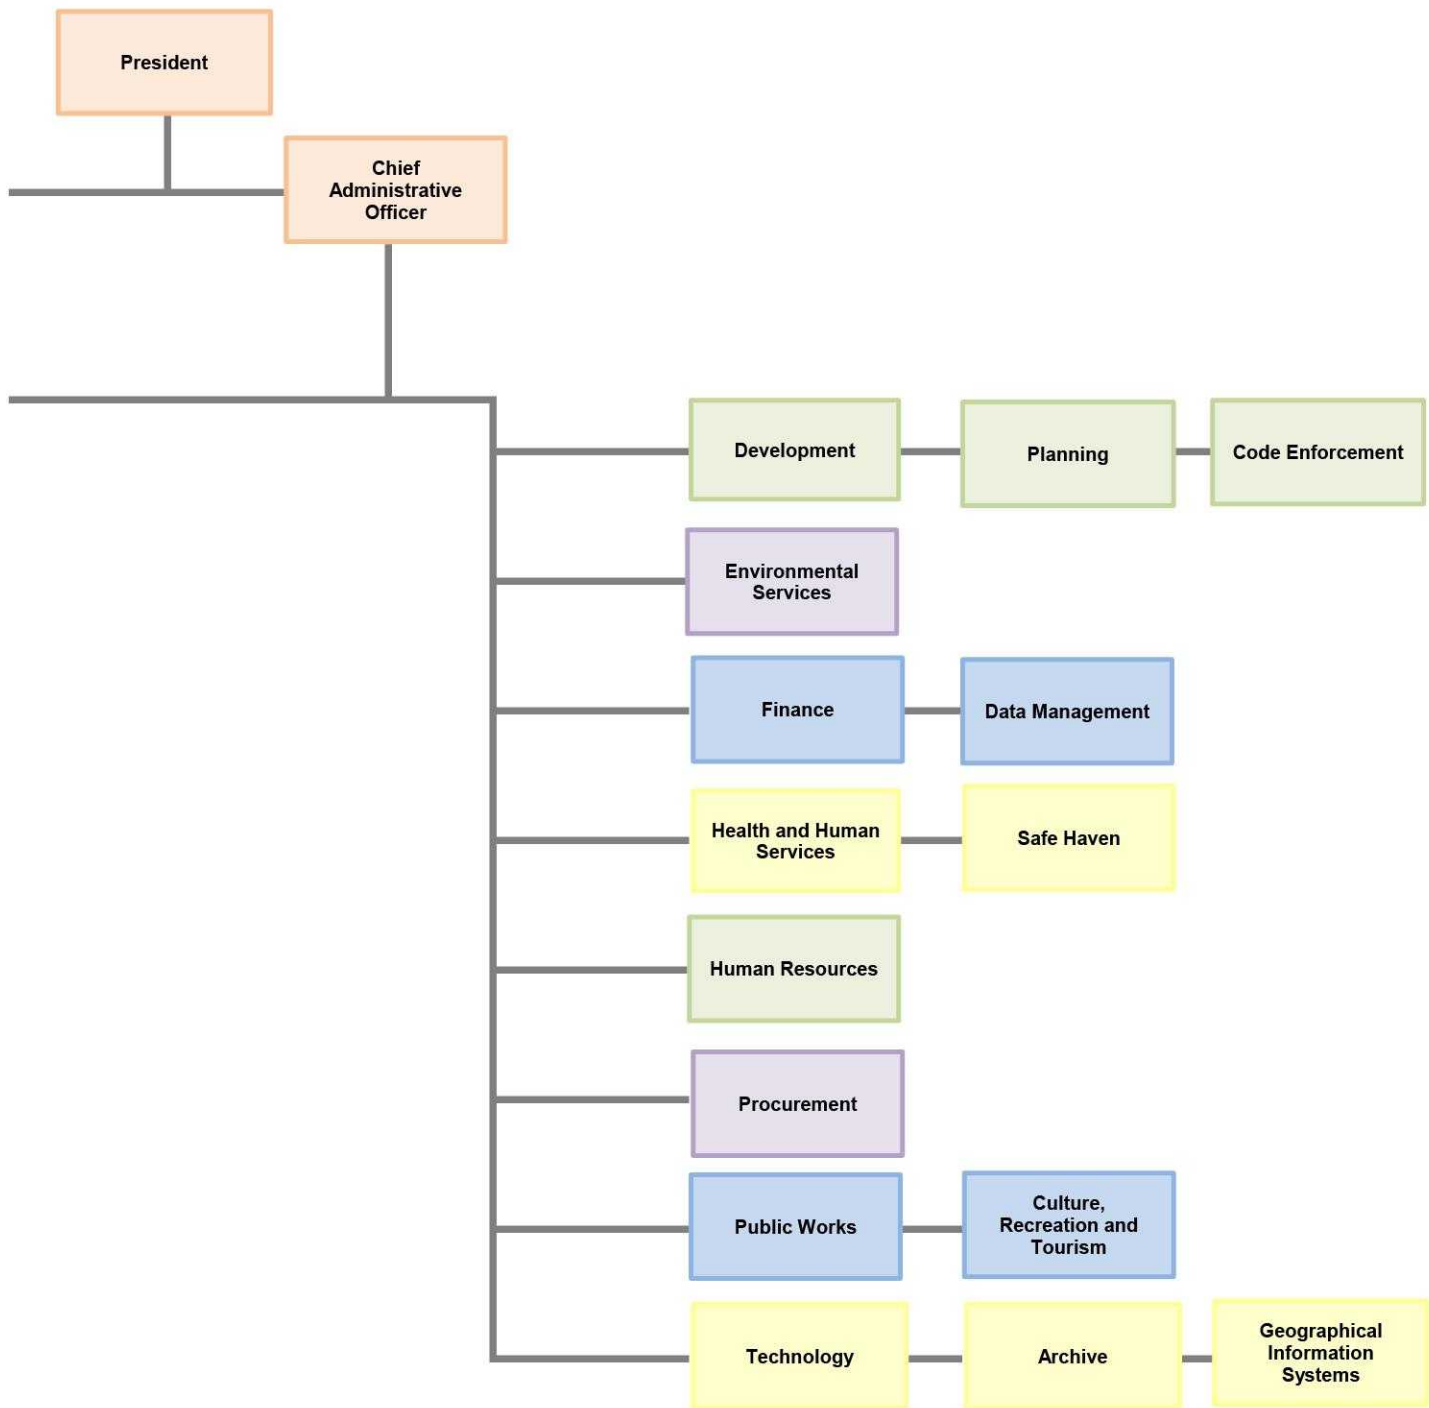 President
Chief
Administrative
Officer
Development
Planning
Code Enforcement
Environmental
Services
Finance
Data Management
Health and Human
Services
Safe Haven
Human Resources
Procurement
Public Works
Culture,
Recreation and
Tourism
Technology
Archive
Geographical
Information
Systems